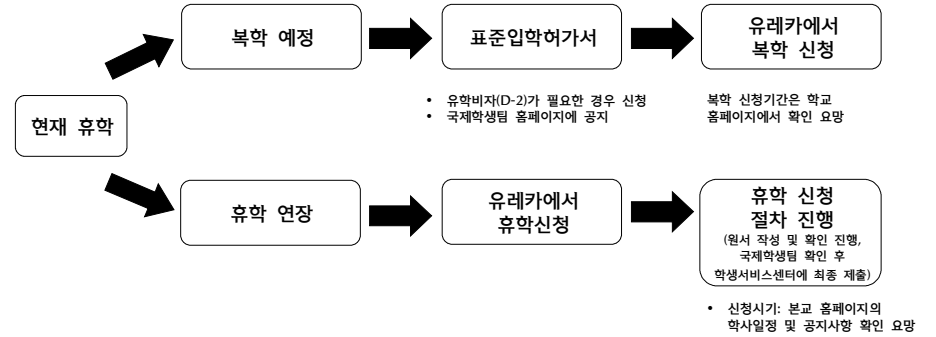 현재 휴학
복학 예정
표준입학허가서
• 유학비자(D-2)가 필요한 경우 신청
• 국제학생팀 홈페이지에 공지
유레카에서
복학 신청
복학 신청기간은 학교
홈페이지에서 확인 요망
휴학 연장
유레카에서
휴학신청
휴학 신청
절차 진행
(원서 작성 및 확인 진행,
국제학생팀 확인 후
학생서비스센터에 최종 제출)
• 신청시기: 본교 홈페이지의
학사일정 및 공지사항 확인 요망